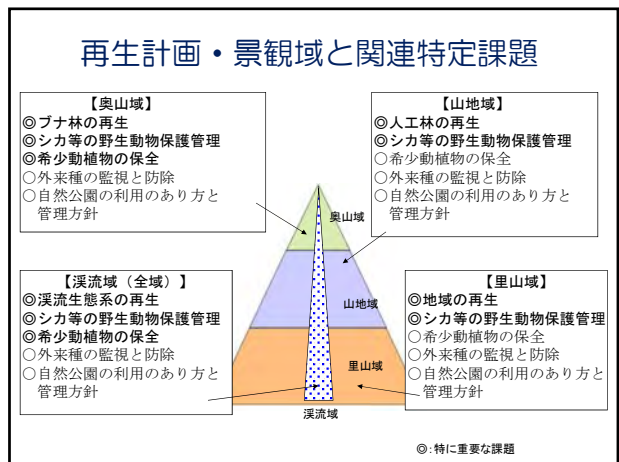 再生計画・景観域と関連特定課題
【奥山域】
◎ブナ林の再生
◎シカ等の野生動物保護管理
◎希少動植物の保全
○外来種の監視と防除
○自然公園の利用のあり方と
管理方針
【山地域】
◎人工林の再生
◎シカ等の野生動物保護管理
○希少動植物の保全
○外来種の監視と防除
○自然公園の利用のあり方と
管理方針
奥山域
山地域
里山域
渓流域
【渓流域(全域)】
◎渓流生態系の再生
◎シカ等の野生動物保護管理
◎希少動植物の保全
○外来種の監視と防除
○自然公園の利用のあり方と
管理方針
【里山域】
◎地域の再生
◎シカ等の野生動物保護管理
○希少動植物の保全
○外来種の監視と防除
○自然公園の利用のあり方と
管理方針
◎:特に重要な課題